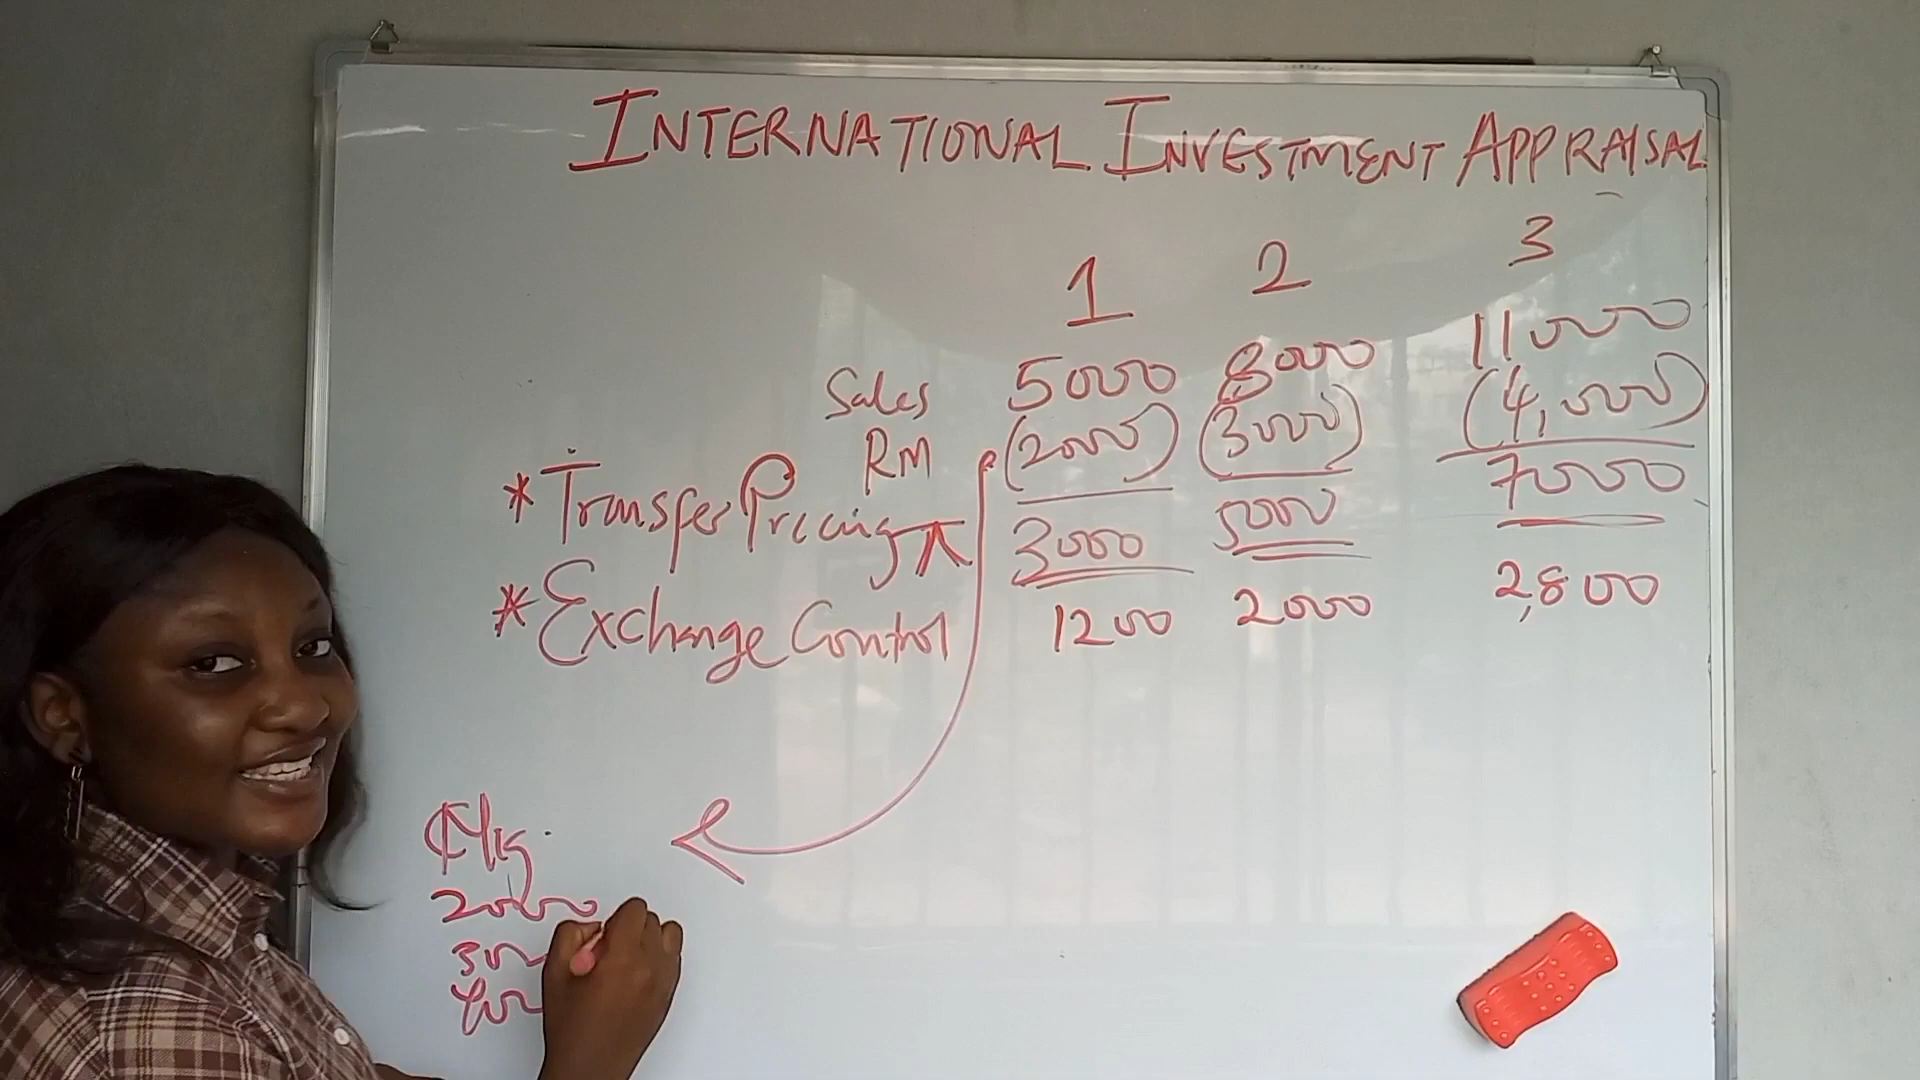 INTERNATIONAL INVESTMENT APPRAISAL
1 2 3
Sales 5000 8000 11000
RM (2000) (3000) (4,000)
* Transfer Pricing π 3000 5000 7000
* Exchange Control 1200 2000 2,800
2000